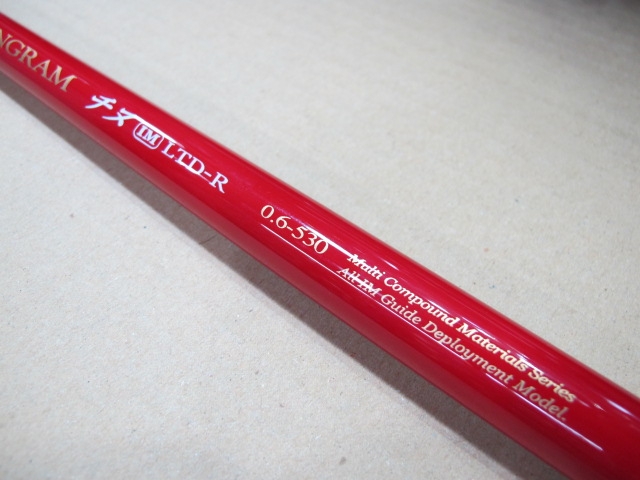 NGRAM チヌ IM LTD-R 0.6-530
Multi Compound Materials Series
All IM Guide Deployment Model.